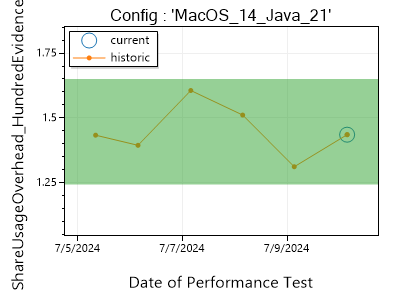 Config : 'MacOS_14_Java_21'
current
historic
ShareUsageOverhead_HundredEvidence
1.75
1.5
1.25
7/5/2024
7/7/2024
7/9/2024
Date of Performance Test